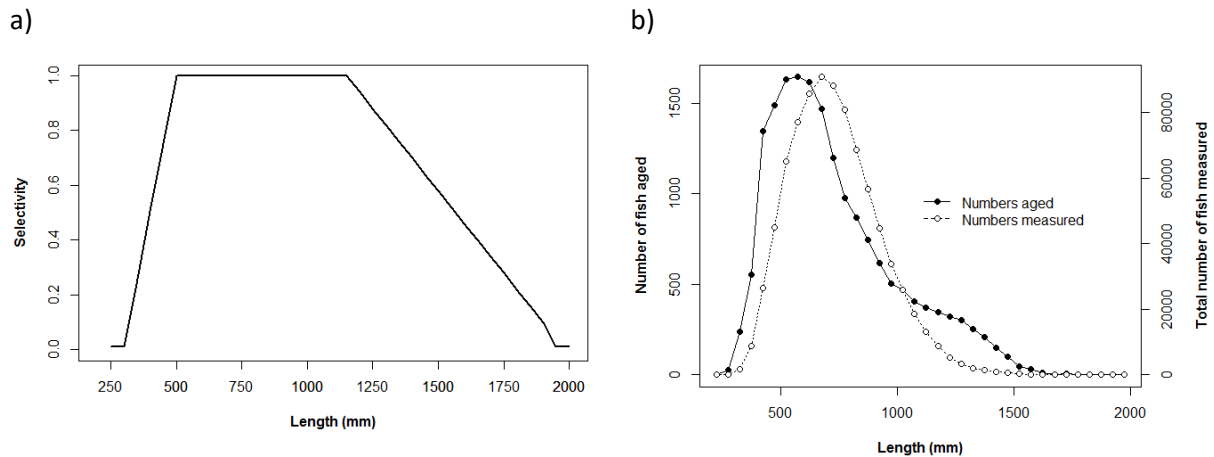 a)
Selectivity
0.0 0.2 0.4 0.6 0.8 1.0
250 500 750 1000 1250 1500 1750 2000
Length (mm)
b)
Number of fish aged
0 500 1000 1500
Numbers aged
Numbers measured
0 20000 40000 60000 80000
Total number of fish measured
500 1000 1500 2000
Length (mm)